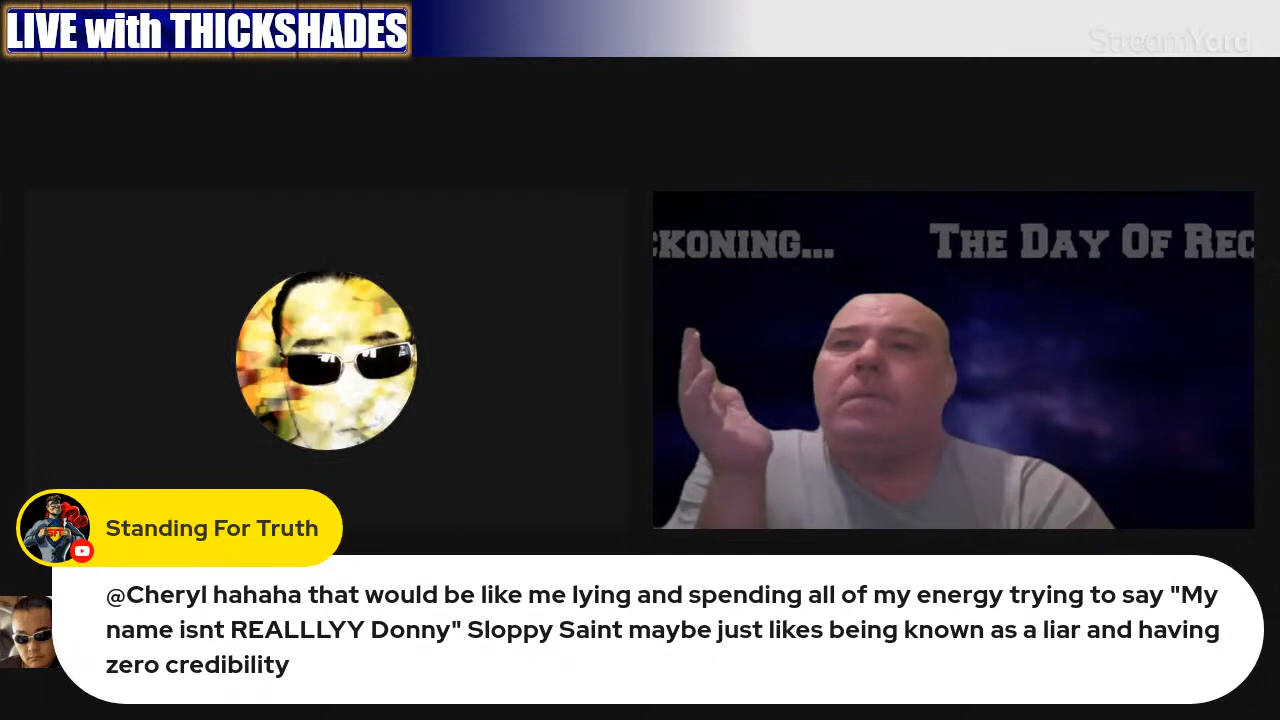 LIVE with THICKSHADES
StreamYard
CKONING... THE DAY OF REC
Standing For Truth
@Cheryl hahaha that would be like me lying and spending all of my energy trying to say "My
name isnt REALLLYY Donny" Sloppy Saint maybe just likes being known as a liar and having
zero credibility